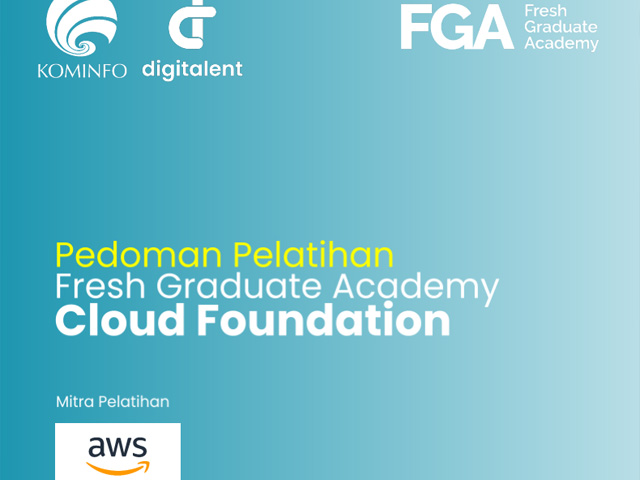 KOMINFO
digitalent
FGA
Fresh
Graduate
Academy
Pedoman Pelatihan
Fresh Graduate Academy
Cloud Foundation
Mitra Pelatihan
aws